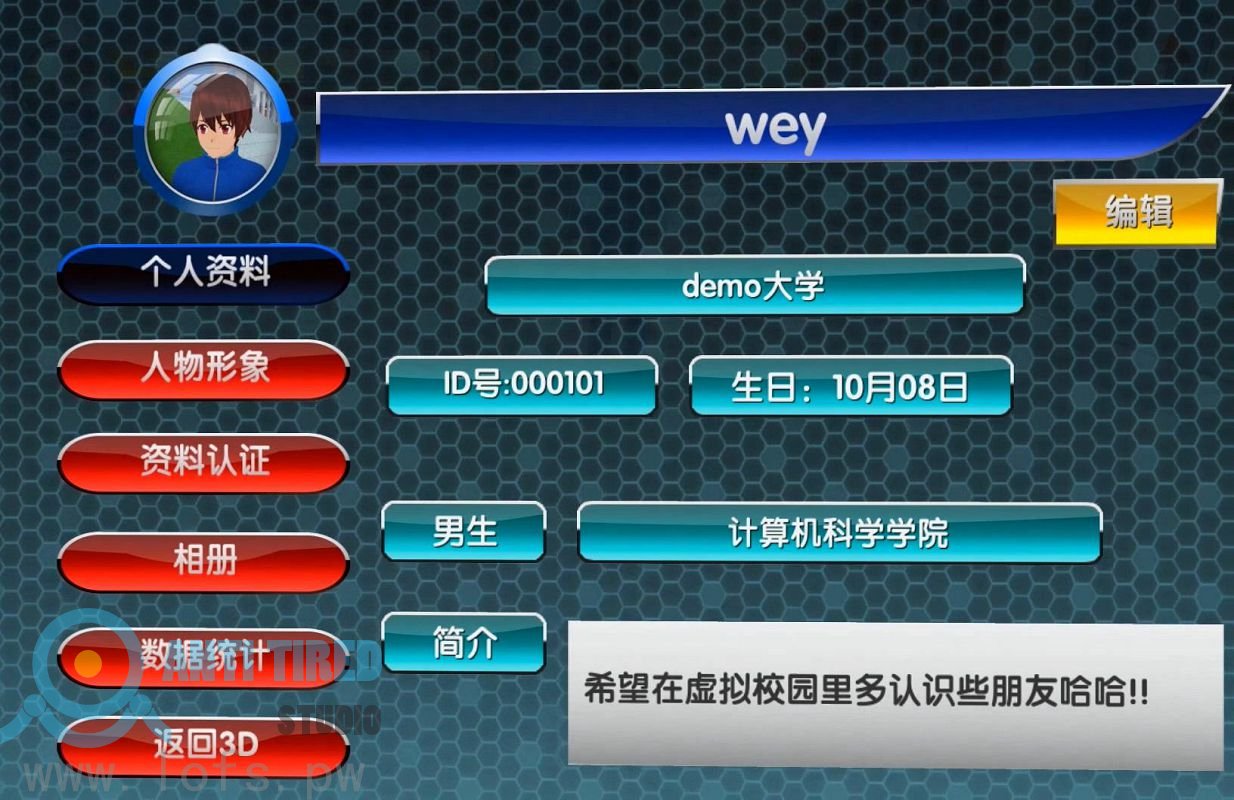 wey
编辑
个人资料
demo大学
人物形象
ID号:000101
生日：10月08日
资料认证
男生
计算机科学学院
相册
简介
数据统计
希望在虚拟校园里多认识些朋友哈哈!!
ANTI TIRED
STUDIO
返回3D
www.lofs.pw